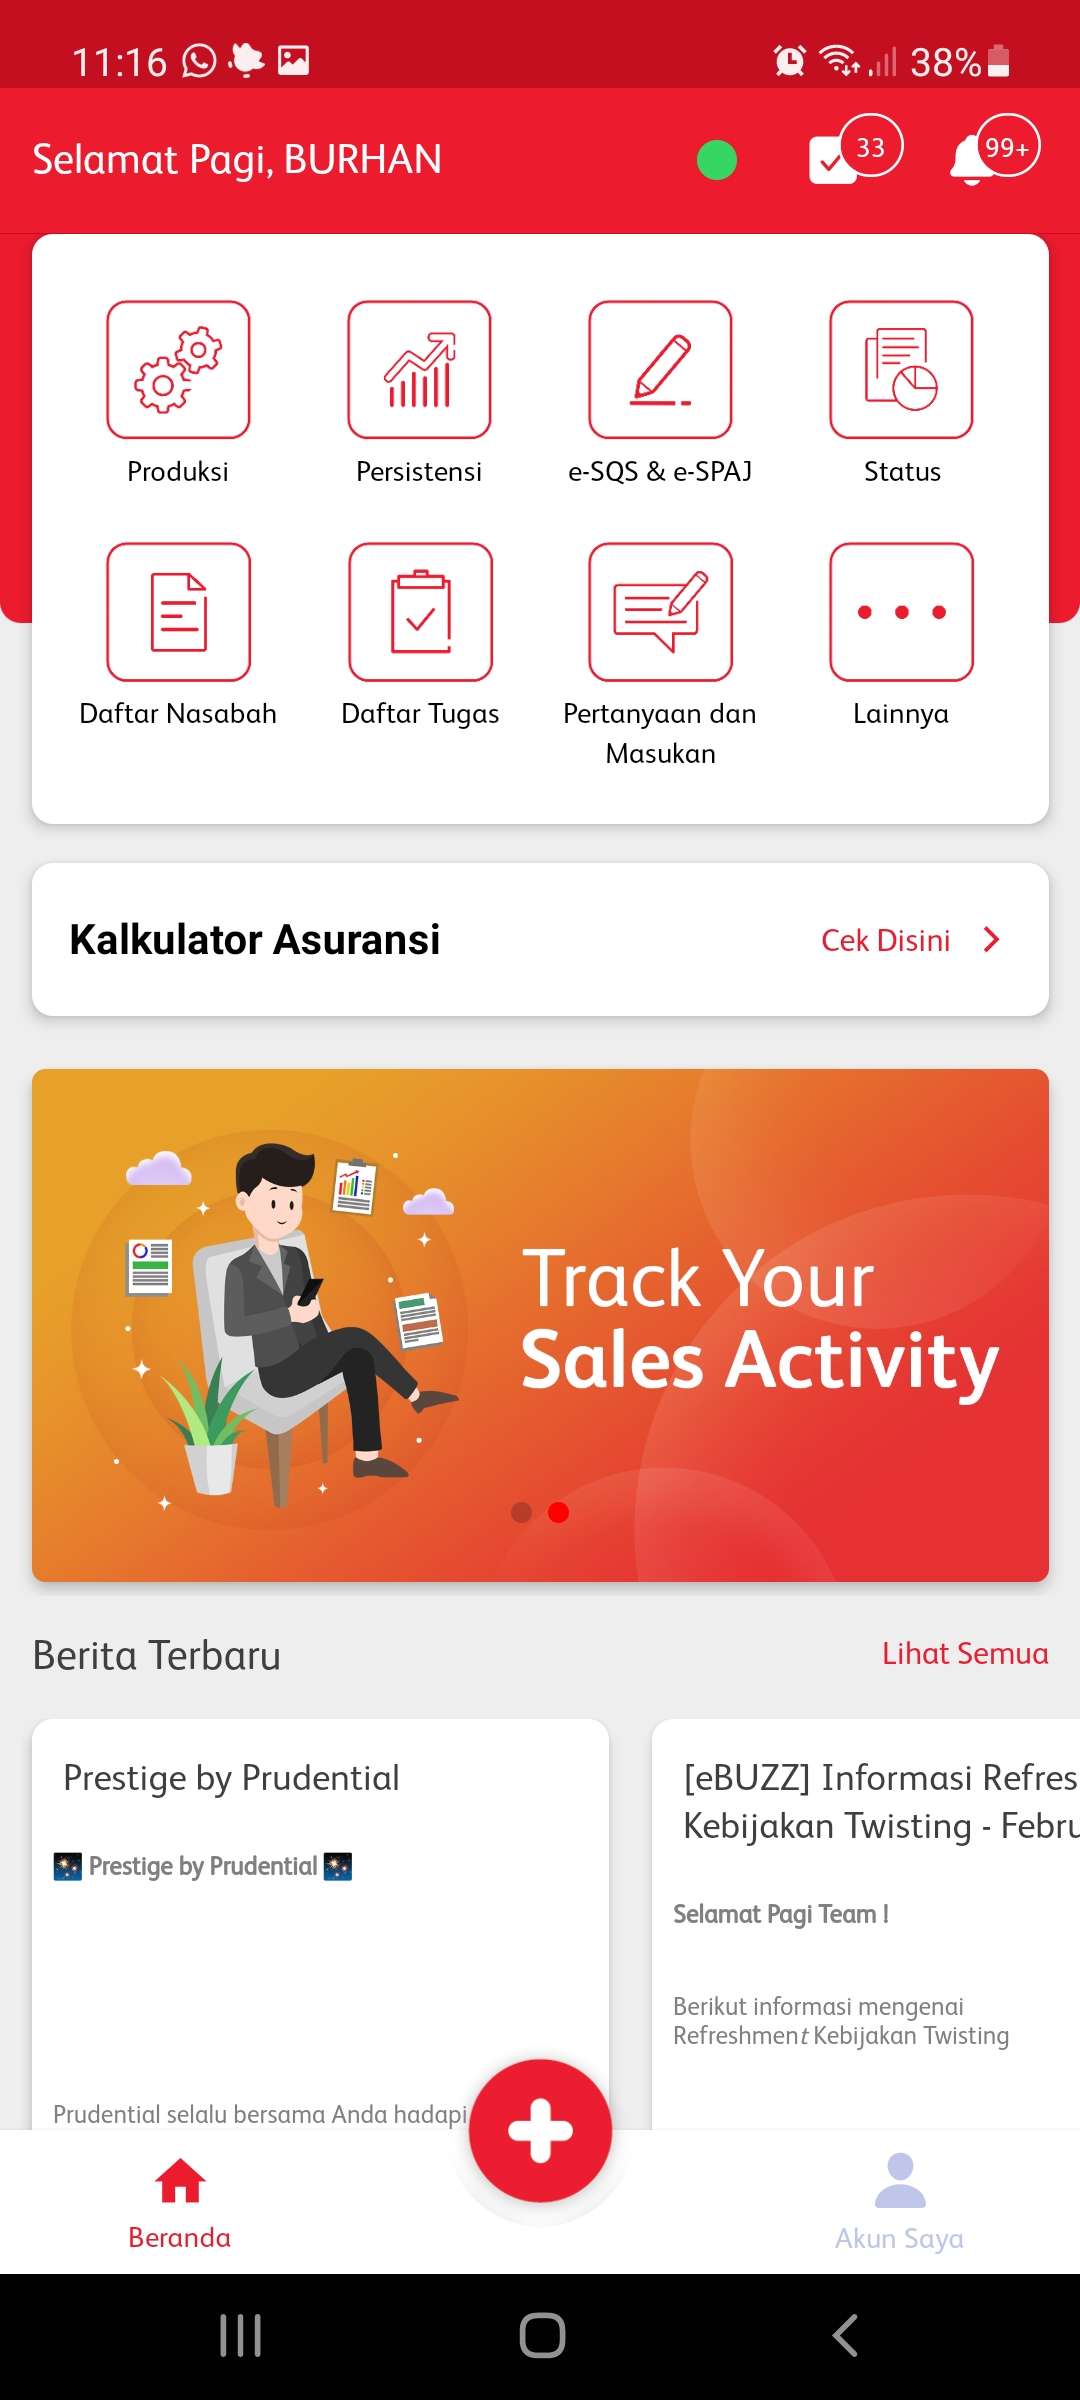 11:16
38%
Selamat Pagi, BURHAN
33
99+
Produksi
Persistensi
e-SQS & e-SPAJ
Status
Daftar Nasabah
Daftar Tugas
Pertanyaan dan
Masukan
Lainnya
Kalkulator Asuransi
Cek Disini
Track Your
Sales Activity
Berita Terbaru
Lihat Semua
Prestige by Prudential
Prestige by Prudential
Prudential selalu bersama Anda hadapi
[eBUZZ] Informasi Refres
Kebijakan Twisting - Febru
Selamat Pagi Team !
Berikut informasi mengenai
Refreshment Kebijakan Twisting
Beranda
Akun Saya